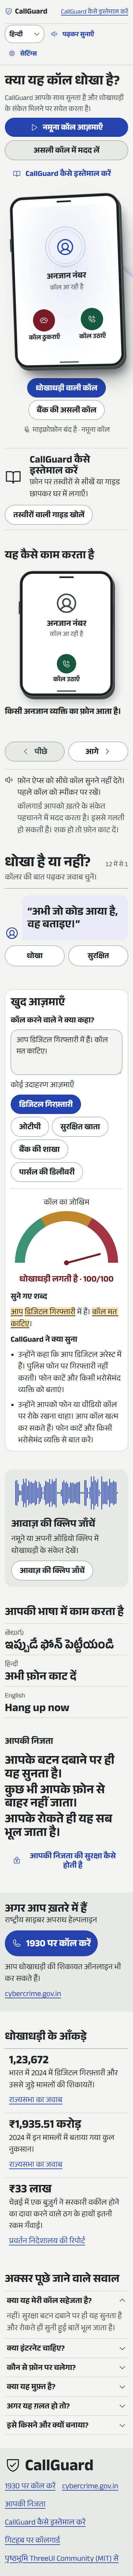 CallGuard
CallGuard कैसे इस्तेमाल करें
हिन्दी
पढ़कर सुनाएँ
सेटिंग्स
क्या यह कॉल धोखा है?
CallGuard आपके साथ सुनता है और धोखाधड़ी
के संकेत मिलने पर सचेत करता है।
नमूना कॉल आज़माएँ
असली कॉल में मदद लें
CallGuard कैसे इस्तेमाल करें
अनजान नंबर
कॉल आ रही है
कॉल ठुकराएँ
कॉल उठाएँ
धोखाधड़ी वाली कॉल
बैंक की असली कॉल
माइक्रोफ़ोन बंद है · नमूना कॉल
CallGuard कैसे
इस्तेमाल करें
फ़ोन पर तस्वीरों से सीखें या गाइड
छापकर घर में लगाएँ।
तस्वीरों वाली गाइड खोलें
यह कैसे काम करता है
अनजान नंबर
कॉल आ रही है
कॉल उठाएँ
किसी अनजान व्यक्ति का फ़ोन आता है।
पीछे
आगे
फ़ोन ऐप्स को सीधे कॉल सुनने नहीं देते।
पहले कॉल को स्पीकर पर रखें।
कॉलगार्ड आपको ख़तरे के संकेत
पहचानने में मदद करता है। इससे गलती
हो सकती है। शक हो तो फ़ोन काट दें।
धोखा है या नहीं?
12 में से 1
कॉलर की बात पढ़कर जवाब चुनें।
“अभी जो कोड आया है,
वह बताइए।”
धोखा
सुरक्षित
खुद आज़माएँ
कॉल करने वाले ने क्या कहा?
आप डिजिटल गिरफ्तारी में हैं। कॉल
मत काटिए।
कोई उदाहरण आज़माएँ
डिजिटल गिरफ़्तारी
ओटीपी
सुरक्षित खाता
बैंक की शाखा
पार्सल की डिलीवरी
कॉल का जोखिम
धोखाधड़ी लगती है · 100/100
सुने गए शब्द
आप डिजिटल गिरफ्तारी में हैं। कॉल मत
काटिए।
CallGuard ने क्या सुना
उन्होंने कहा कि आप डिजिटल अरेस्ट में
हैं। पुलिस फ़ोन पर गिरफ्तारी नहीं
करती। फ़ोन काटें और किसी भरोसेमंद
व्यक्ति को बताएं।
उन्होंने आपको फ़ोन या वीडियो कॉल
पर रोके रखना चाहा। आप कॉल खत्म
कर सकते हैं। फ़ोन काटें और किसी
भरोसेमंद व्यक्ति से बात करें।
आवाज़ की क्लिप जाँचें
नमूने या अपनी ऑडियो क्लिप में
धोखाधड़ी के संकेत देखें।
आवाज़ की क्लिप जाँचें
आपकी भाषा में काम करता है
తెలుగు
ఇప్పుడే ఫోన్ పెట్టేయండి
हिन्दी
अभी फ़ोन काट दें
English
Hang up now
आपकी निजता
आपके बटन दबाने पर ही
यह सुनता है।
कुछ भी आपके फ़ोन से
बाहर नहीं जाता।
आपके रोकते ही यह सब
भूल जाता है।
आपकी निजता की सुरक्षा कैसे
होती है
अगर आप ख़तरे में हैं
राष्ट्रीय साइबर अपराध हेल्पलाइन
1930 पर कॉल करें
आप धोखाधड़ी की शिकायत ऑनलाइन भी
कर सकते हैं।
cybercrime.gov.in
धोखाधड़ी के आँकड़े
1,23,672
भारत में 2024 में डिजिटल गिरफ़्तारी और
उससे जुड़े मामलों की शिकायतें।
राज्यसभा का जवाब
₹1,935.51 करोड़
2024 में इन मामलों में बताया गया कुल
नुकसान।
राज्यसभा का जवाब
₹33 लाख
चेन्नई में एक बुज़ुर्ग ने सरकारी वकील होने
का दावा करने वाले ठग के हाथों इतनी
रकम गँवाई।
प्रवर्तन निदेशालय की रिपोर्ट
अक्सर पूछे जाने वाले सवाल
क्या यह मेरी कॉल सहेजता है?
नहीं। सुरक्षा बटन दबाने पर ही यह सुनता है
और रोकते ही सुनी हुई बातें भूल जाता है।
क्या इंटरनेट चाहिए?
कौन से फ़ोन पर चलेगा?
क्या यह मुफ़्त है?
अगर यह ग़लत हो तो?
इसे किसने और क्यों बनाया?
CallGuard
1930 पर कॉल करें
cybercrime.gov.in
आपकी निजता
CallGuard कैसे इस्तेमाल करें
गिटहब पर कॉलगार्ड
पृष्ठभूमि ThreeUI Community (MIT) से